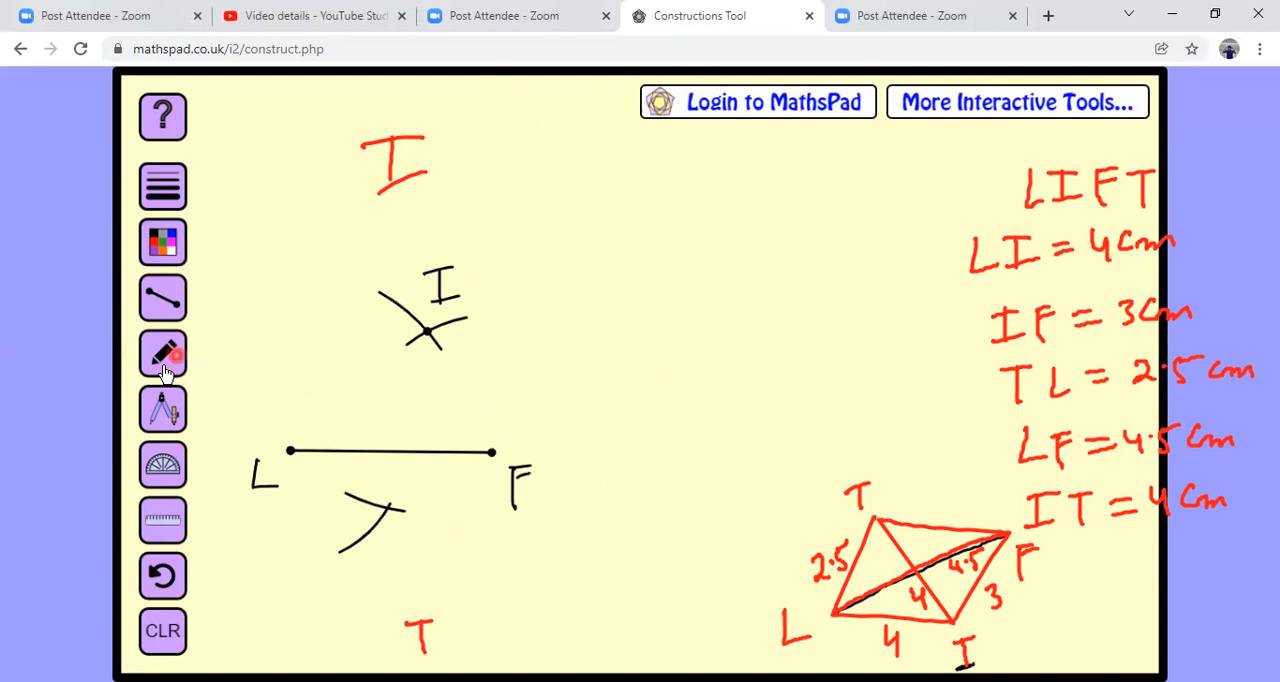 Post Attendee - Zoom
Video details - YouTube Stud
Post Attendee - Zoom
Constructions Tool
Post Attendee - Zoom
mathspad.co.uk/i2/construct.php
?
Login to MathsPad
More Interactive Tools...
I
LIFT
LI = 4cm
I
IF = 3cm
TL = 2.5 cm
LF = 4.5 cm
L
F
IT = 4cm
T
2.5
4.5
F
4
3
L
4
I
T
CLR